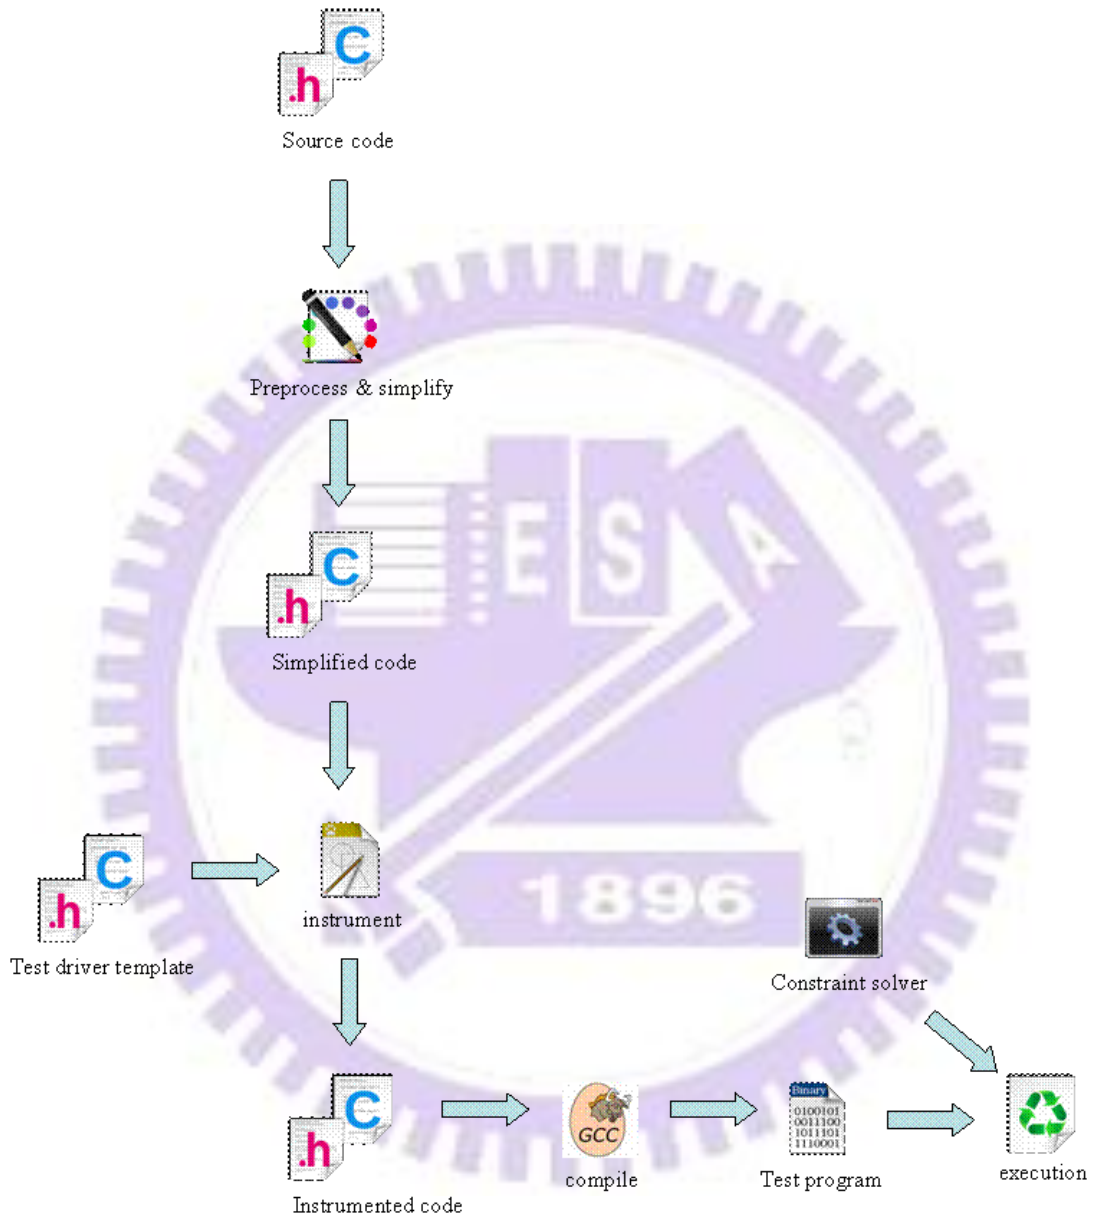 C
.h
Source code
Preprocess & simplify
C
.h
Simplified code
E S A
1896
C
.h
Test driver template
instrument
Constraint solver
C
.h
Instrumented code
GCC
compile
Binary
0100101
0011100
1011101
1110001
Test program
execution